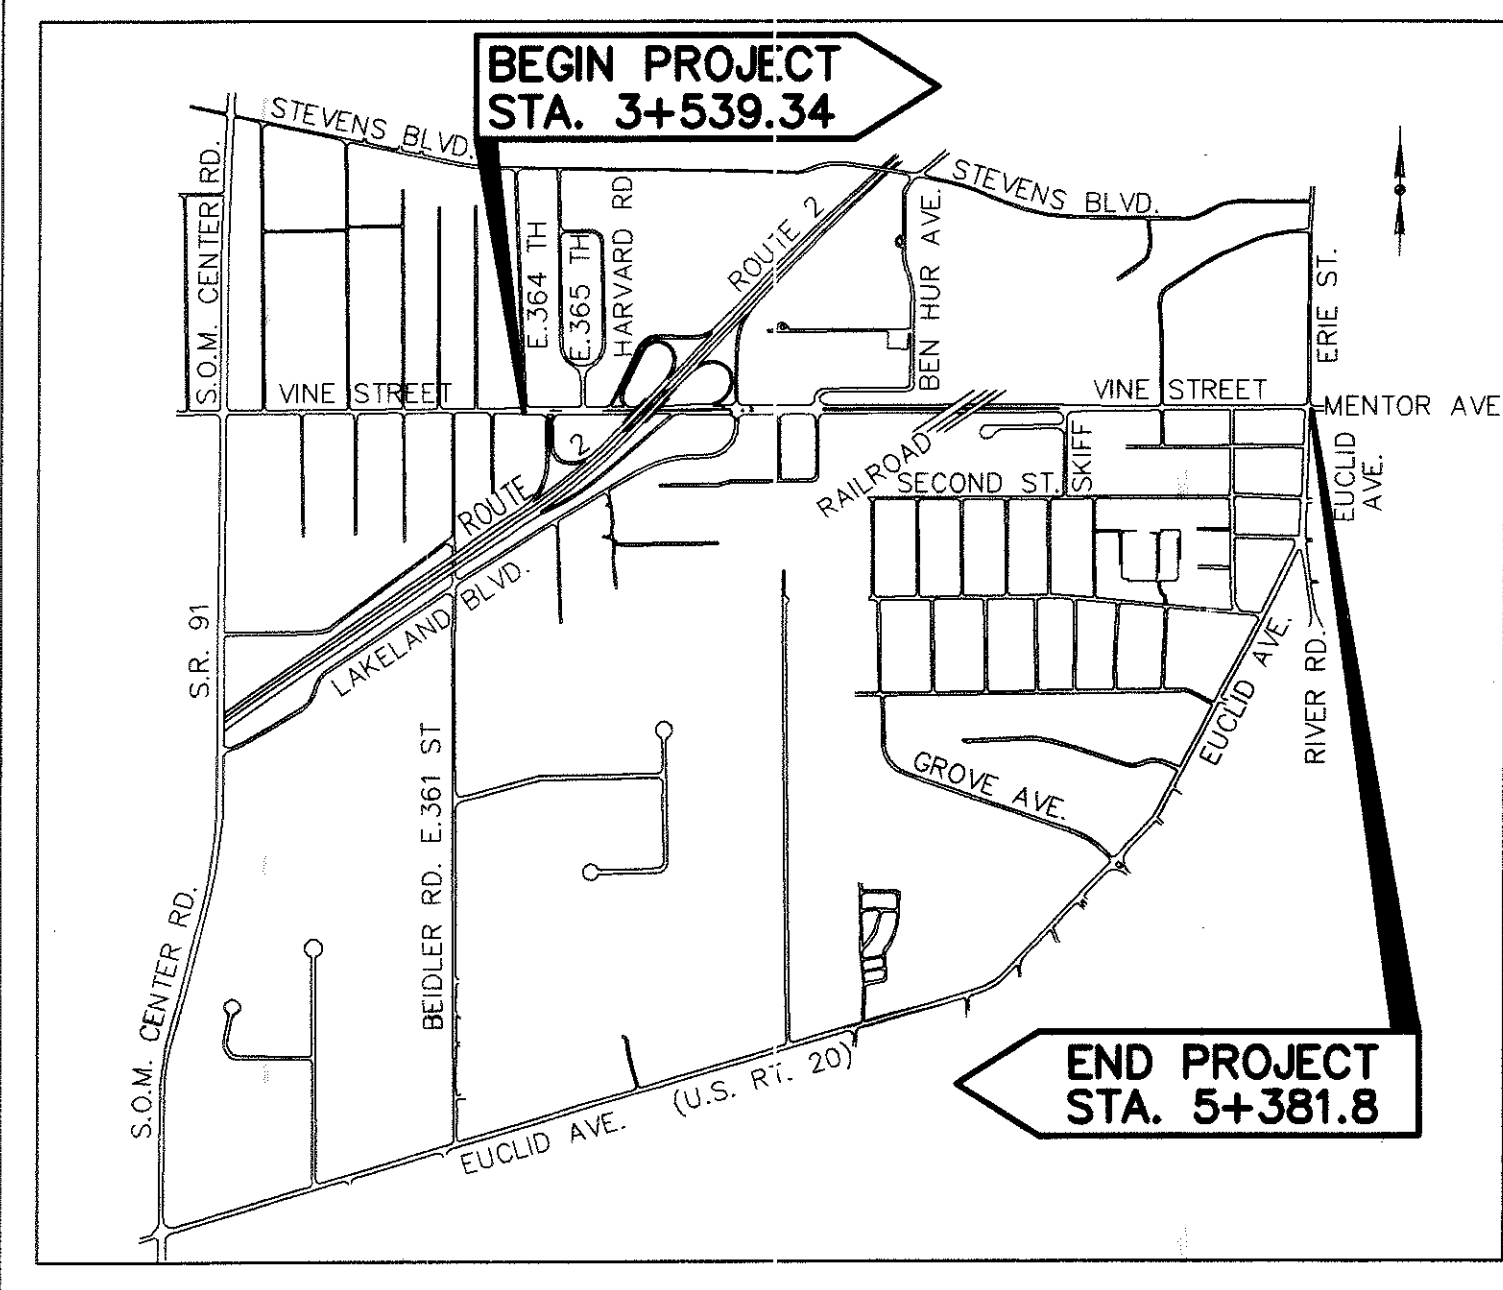 BEGIN PROJECT
STA. 3+539.34
STEVENS BLVD.
STEVENS BLVD.
S.O.M. CENTER RD.
E.364 TH
E.365 TH
HARVARD RD
ROUTE 2
BEN HUR AVE.
ERIE ST.
VINE STREET
VINE STREET
MENTOR AVE
EUCLID
AVE.
ROUTE 2
RAILROAD
SKIFF
SECOND ST.
LAKELAND BLVD.
S.R. 91
EUCLID AVE.
RIVER RD.
BEIDLER RD. E.361 ST
GROVE AVE.
S.O.M. CENTER RD.
EUCLID AVE. (U.S. RT. 20)
END PROJECT
STA. 5+381.8